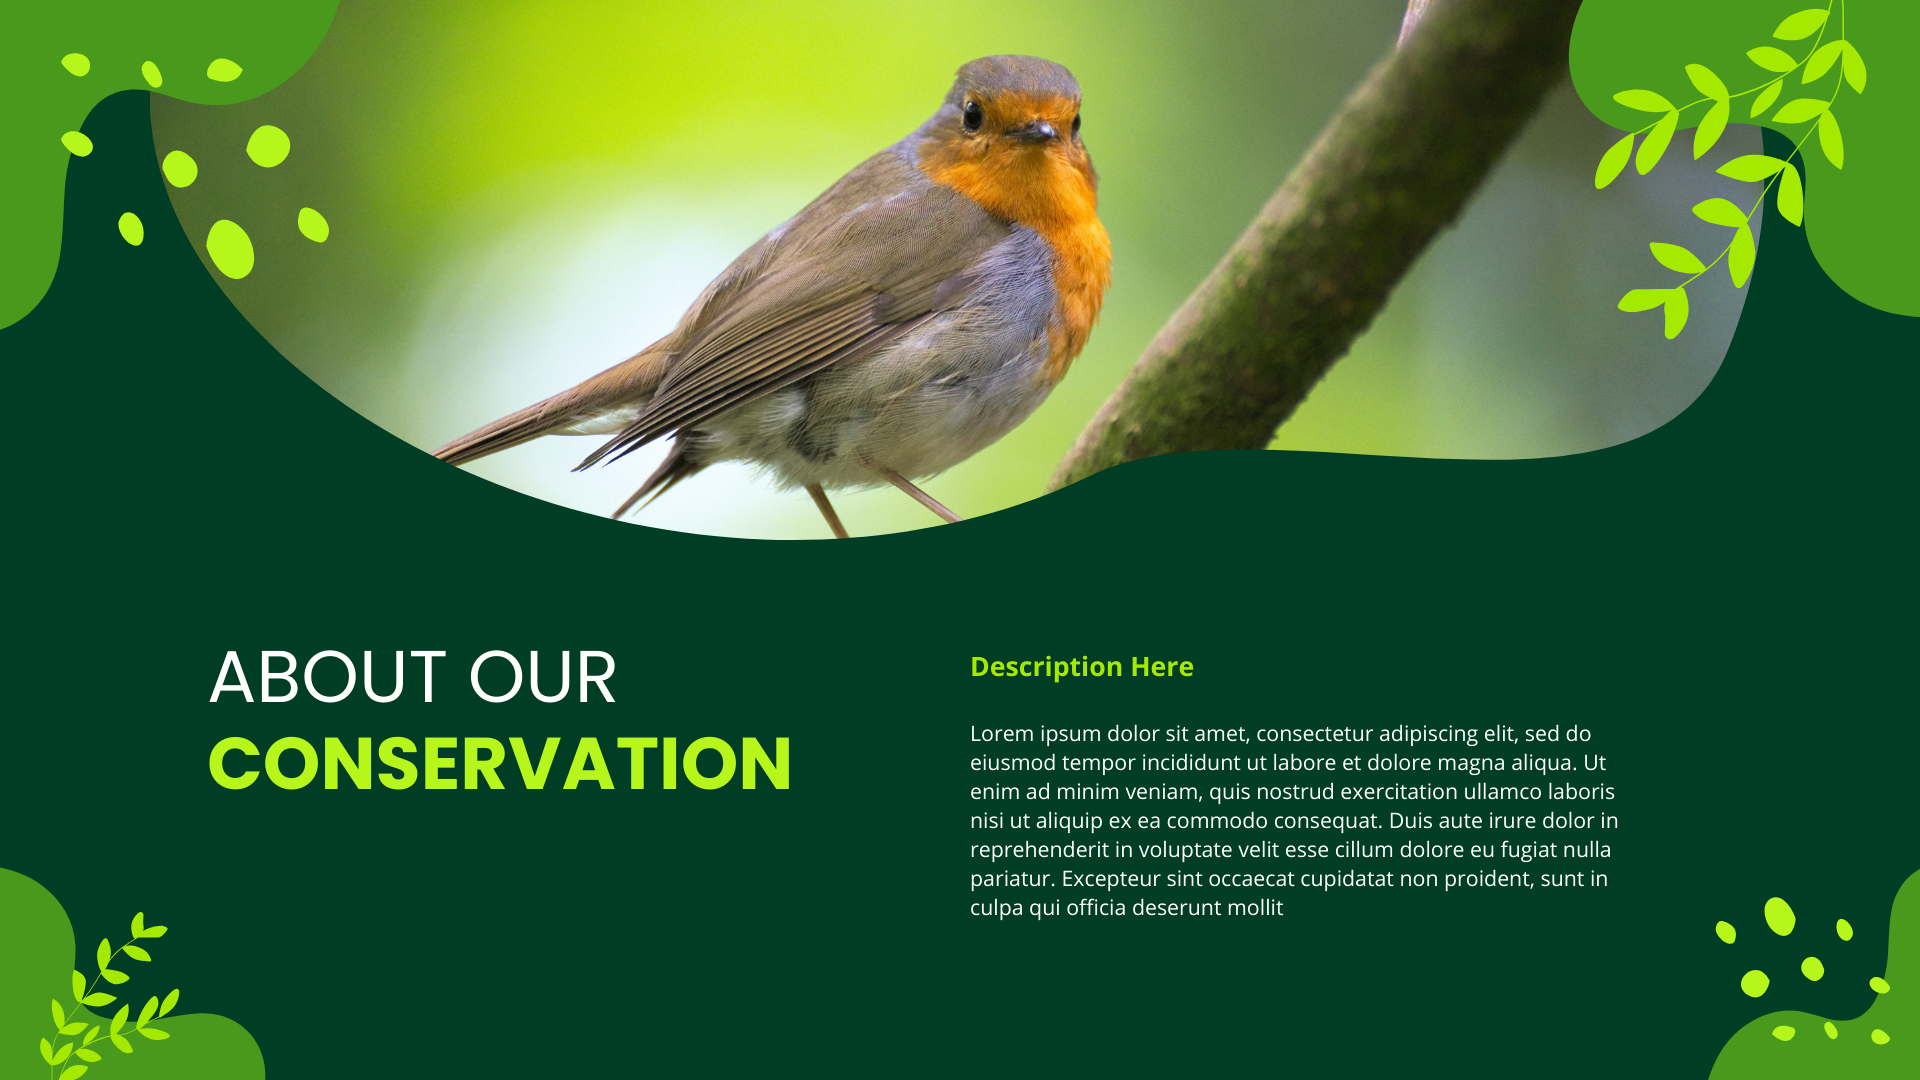 ABOUT OUR
CONSERVATION
Description Here
Lorem ipsum dolor sit amet, consectetur adipiscing elit, sed do
eiusmod tempor incididunt ut labore et dolore magna aliqua. Ut
enim ad minim veniam, quis nostrud exercitation ullamco laboris
nisi ut aliquip ex ea commodo consequat. Duis aute irure dolor in
reprehenderit in voluptate velit esse cillum dolore eu fugiat nulla
pariatur. Excepteur sint occaecat cupidatat non proident, sunt in
culpa qui officia deserunt mollit